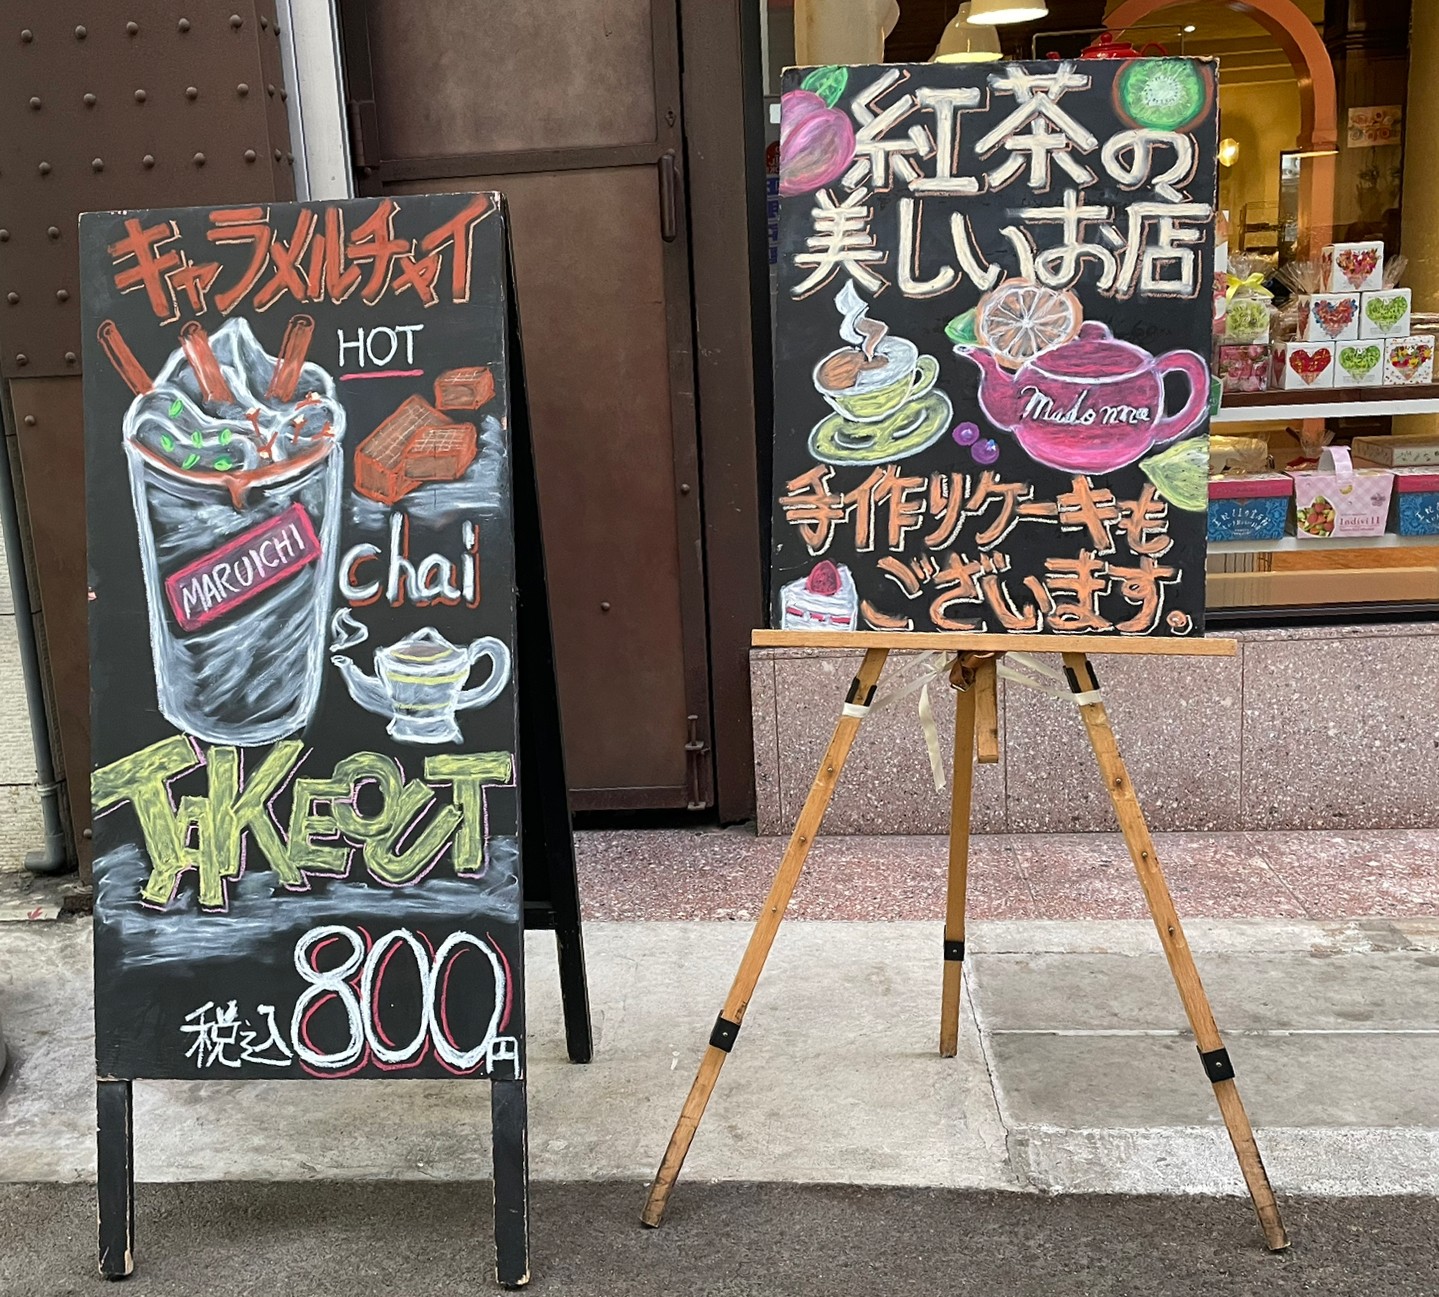 キャラメルチャイ
HOT
MARUICHI
chai
TAKEOUT
税込800円
紅茶の
美しいお店
Madonna
手作りケーキも
ございます。